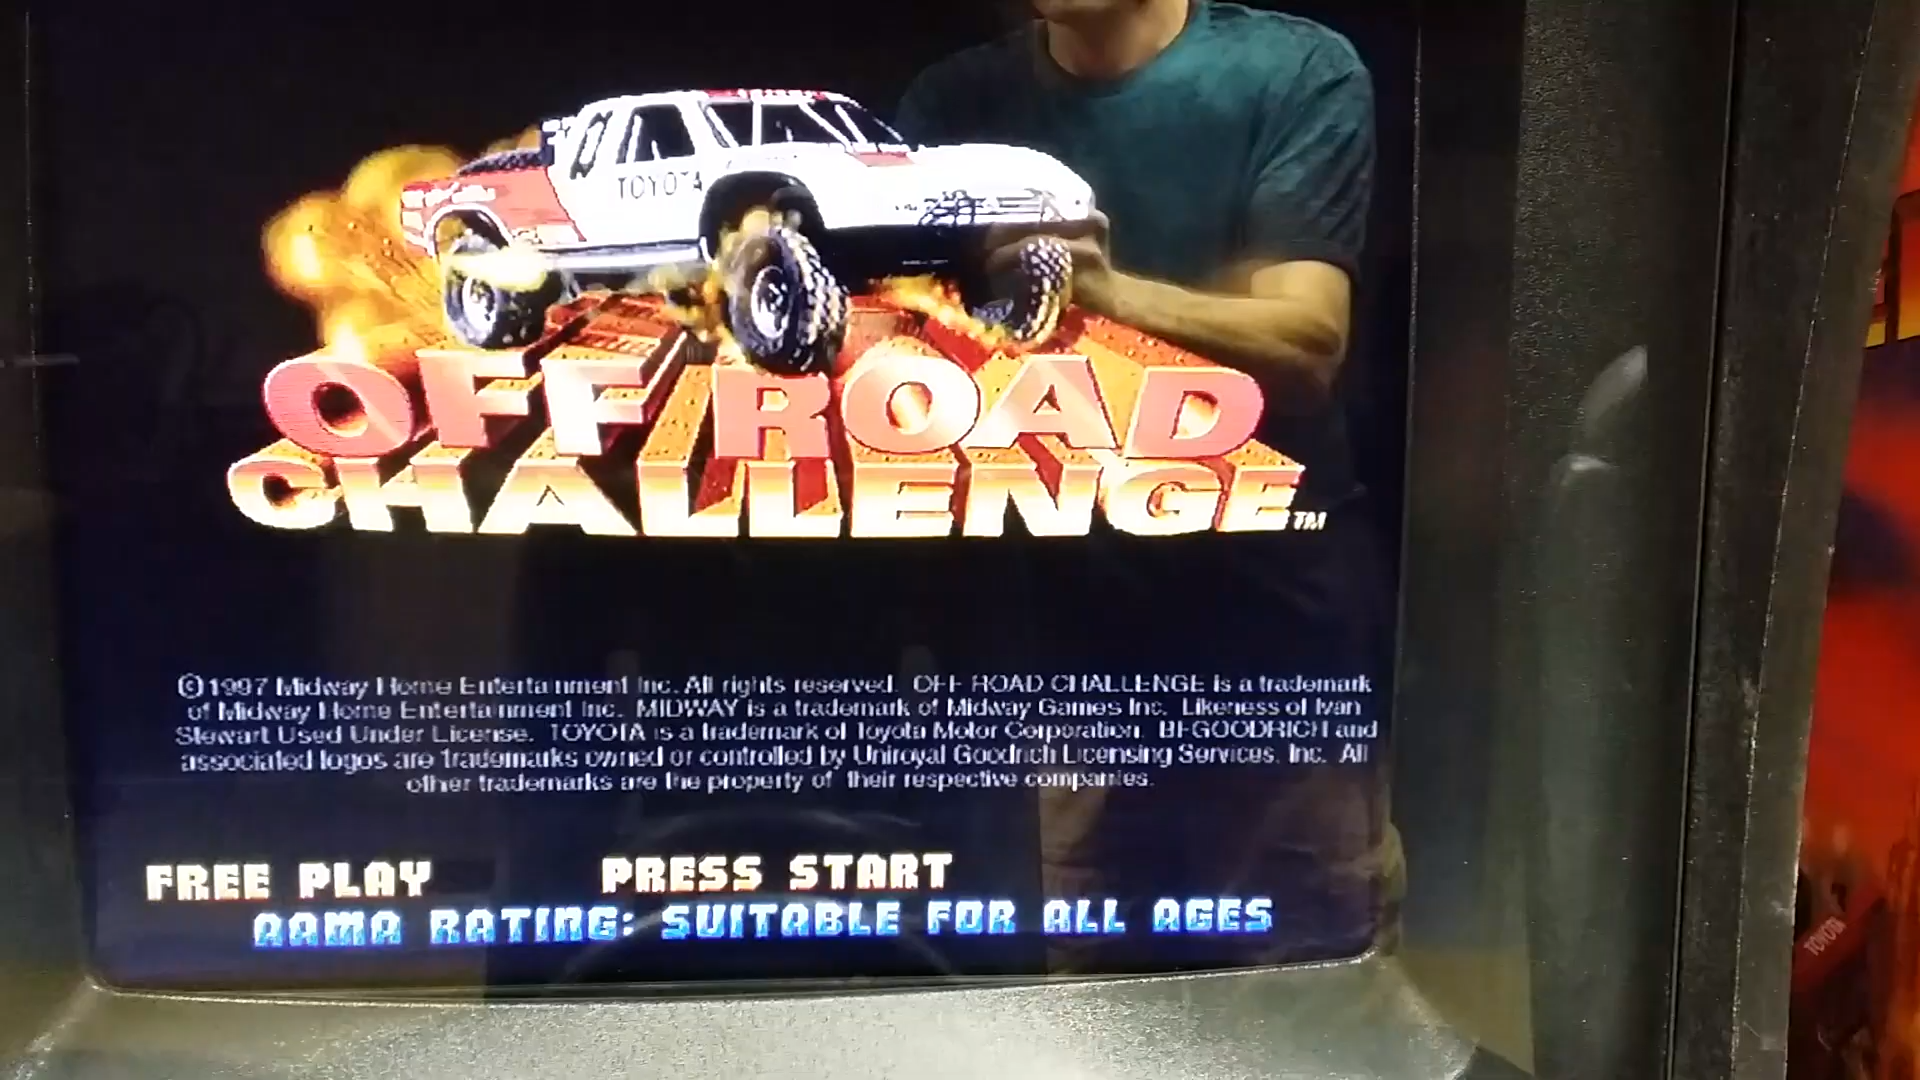 TOYOTA
OFF ROAD
CHALLENGE™
©1997 Midway Home Entertainment Inc. All rights reserved. OFF ROAD CHALLENGE is a trademark
of Midway Home Entertainment Inc. MIDWAY is a trademark of Midway Games Inc. Likeness of Ivan
Stewart Used Under License. TOYOTA is a trademark of Toyota Motor Corporation. BFGOODRICH and
associated logos are trademarks owned or controlled by Uniroyal Goodrich Licensing Services, Inc. All
other trademarks are the property of their respective companies.
FREE PLAY PRESS START
AAMA RATING: SUITABLE FOR ALL AGES
TOYOTA